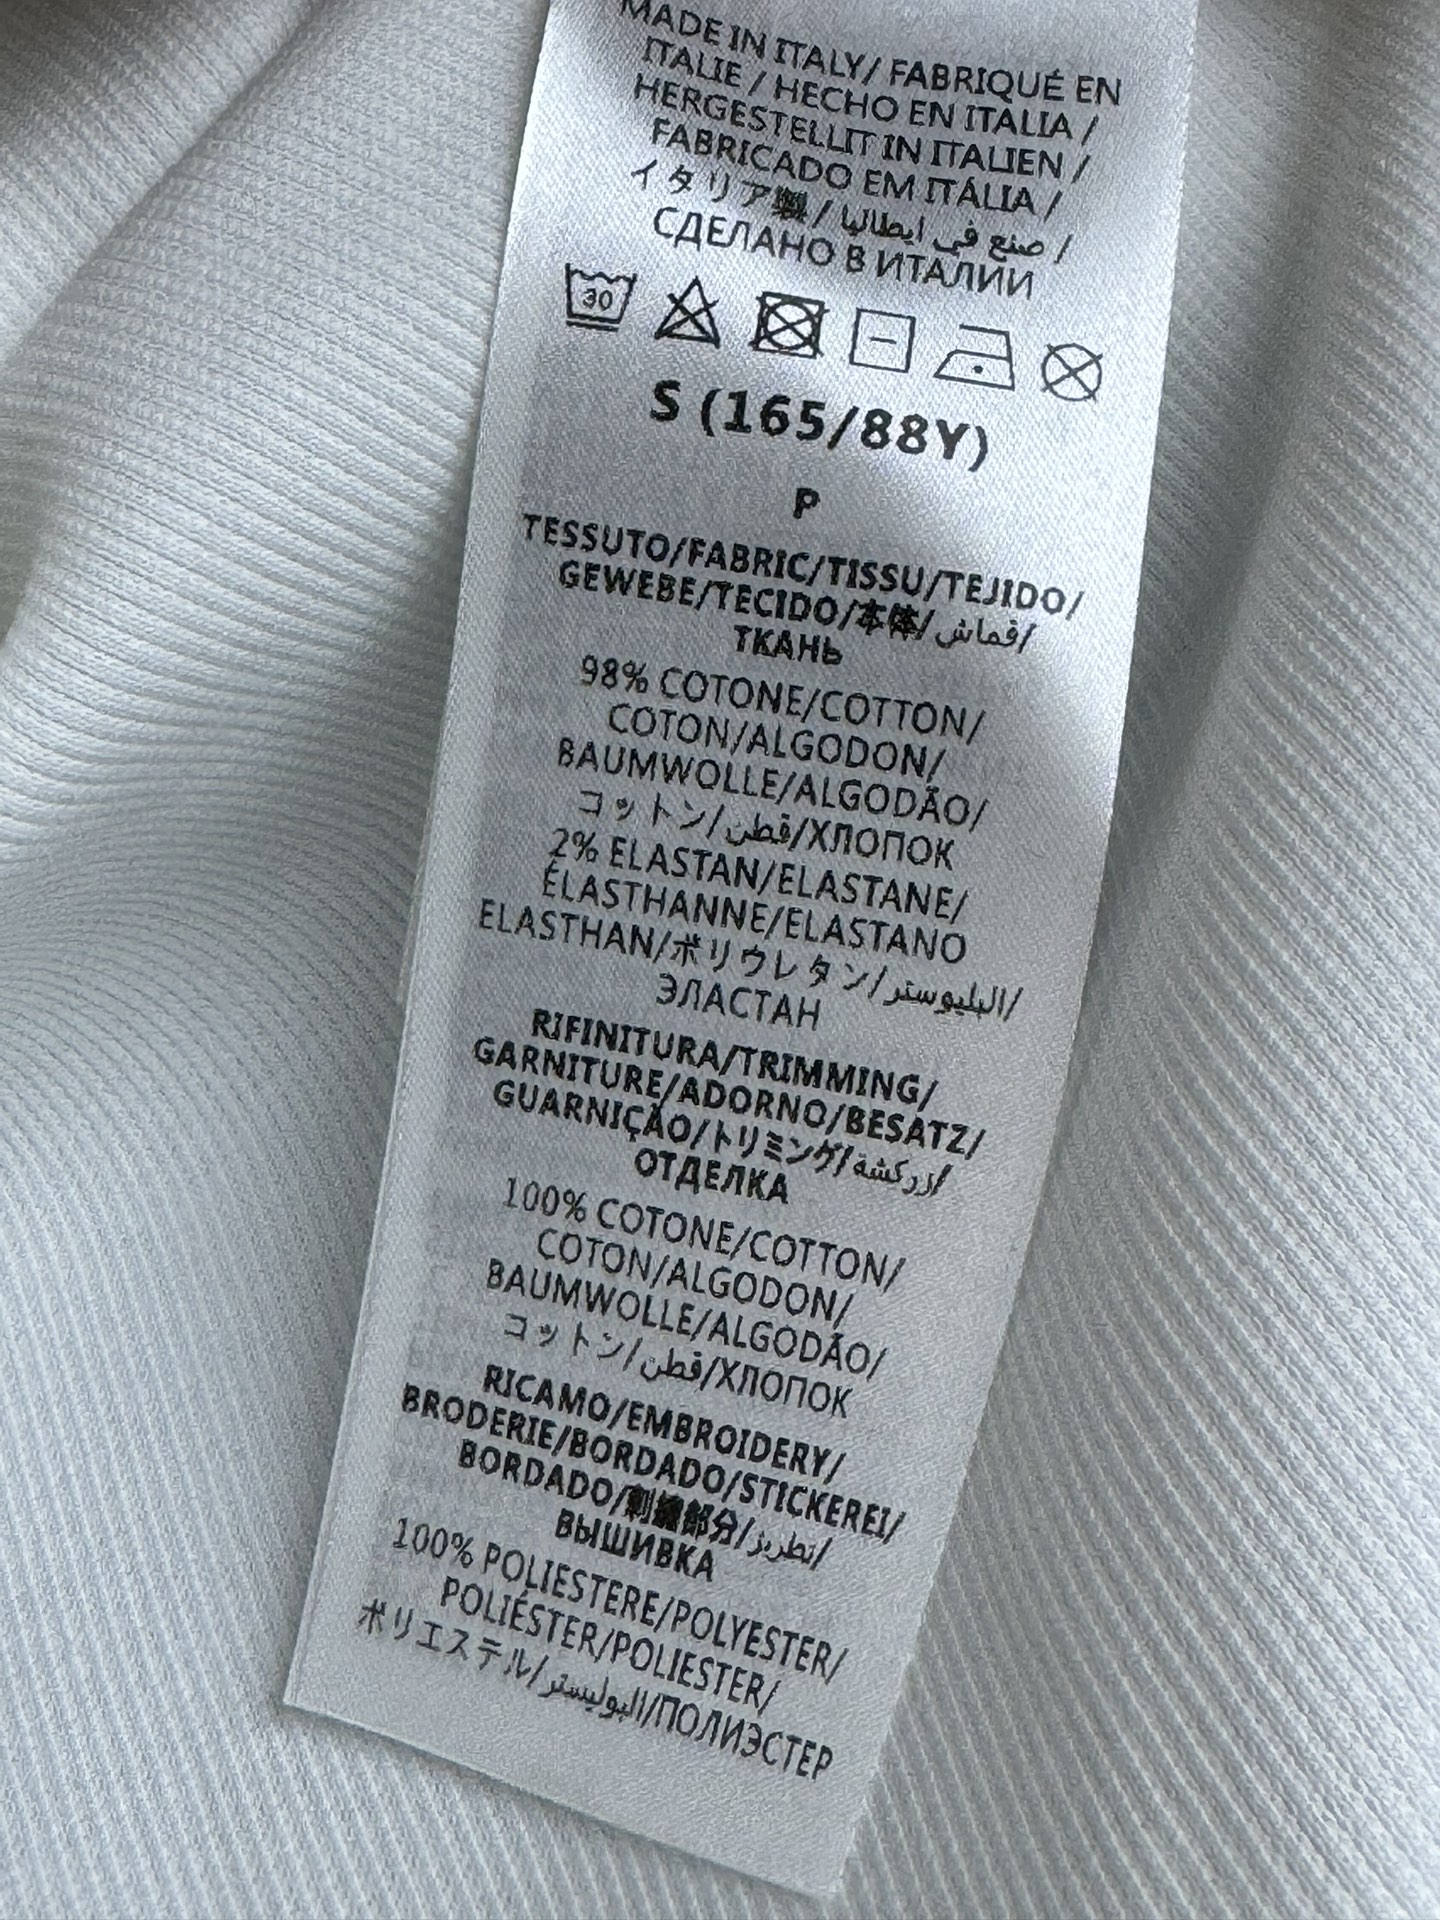 MADE IN ITALY/ FABRIQUÉ EN
ITALIE / HECHO EN ITALIA /
HERGESTELLT IN ITALIEN /
FABRICADO EM ITÁLIA /
イタリア製 / صنع في ايطاليا /
СДЕЛАНО В ИТАЛИИ
30
S (165/88Y)
P
TESSUTO/FABRIC/TISSU/TEJIDO/
GEWEBE/TECIDO/本体/قماش/
ТКАНЬ
98% COTONE/COTTON/
COTON/ALGODON/
BAUMWOLLE/ALGODÃO/
コットン/قطن/ХЛОПОК
2% ELASTAN/ELASTANE/
ÉLASTHANNE/ELASTANO
ELASTHAN/ポリウレタン/البليوستر/
ЭЛАСТАН
RIFINITURA/TRIMMING/
GARNITURE/ADORNO/BESATZ/
GUARNIÇÃO/トリミング/زركشة/
ОТДЕЛКА
100% COTONE/COTTON/
COTON/ALGODON/
BAUMWOLLE/ALGODÃO/
コットン/قطن/ХЛОПОК
RICAMO/EMBROIDERY/
BRODERIE/BORDADO/STICKEREI/
BORDADO/刺繍部分/تطريز/
ВЫШИВКА
100% POLIESTERE/POLYESTER/
POLIÉSTER/POLIESTER/
ポリエステル/البوليستر/ПОЛИЭСТЕР